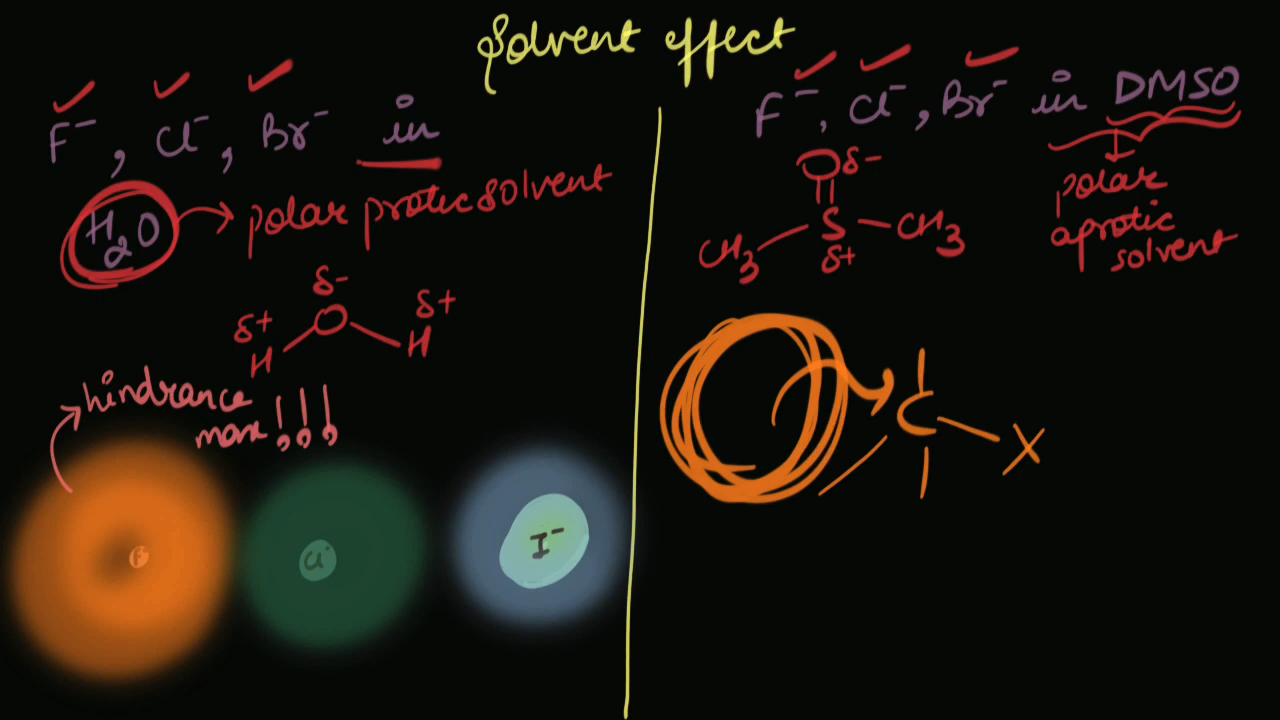 Solvent effect
F⁻, Cl⁻, Br⁻ in
H₂O → polar protic solvent
δ−
δ+ O δ+
H H
hindrance
max!!!
F⁻ Cl⁻ I⁻
F⁻, Cl⁻, Br⁻ in DMSO
polar
aprotic
solvent
O δ−
CH₃ S CH₃
δ+
C X